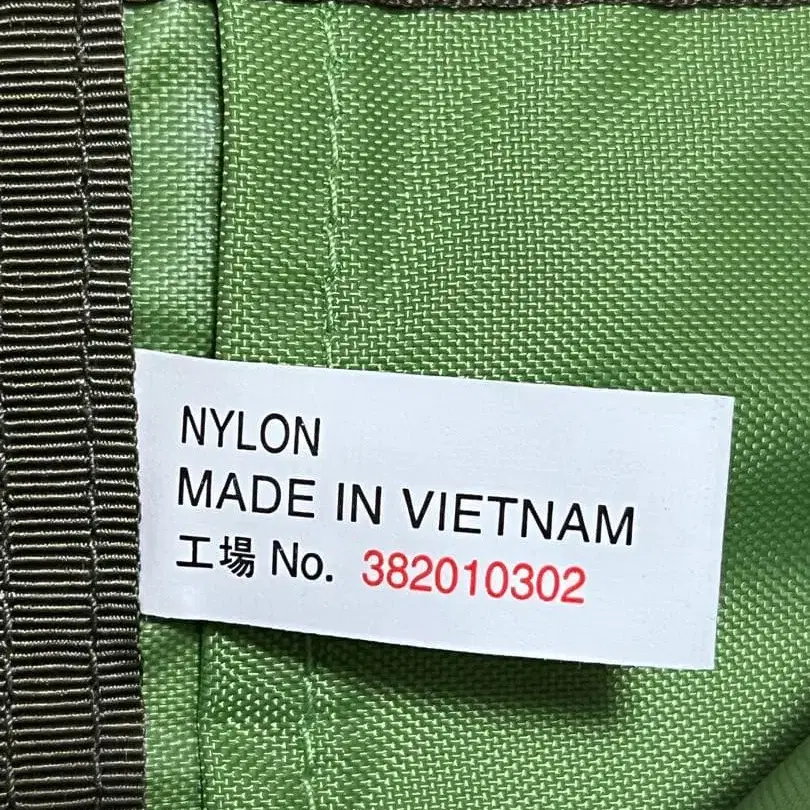 NYLON
MADE IN VIETNAM
工場 No. 382010302